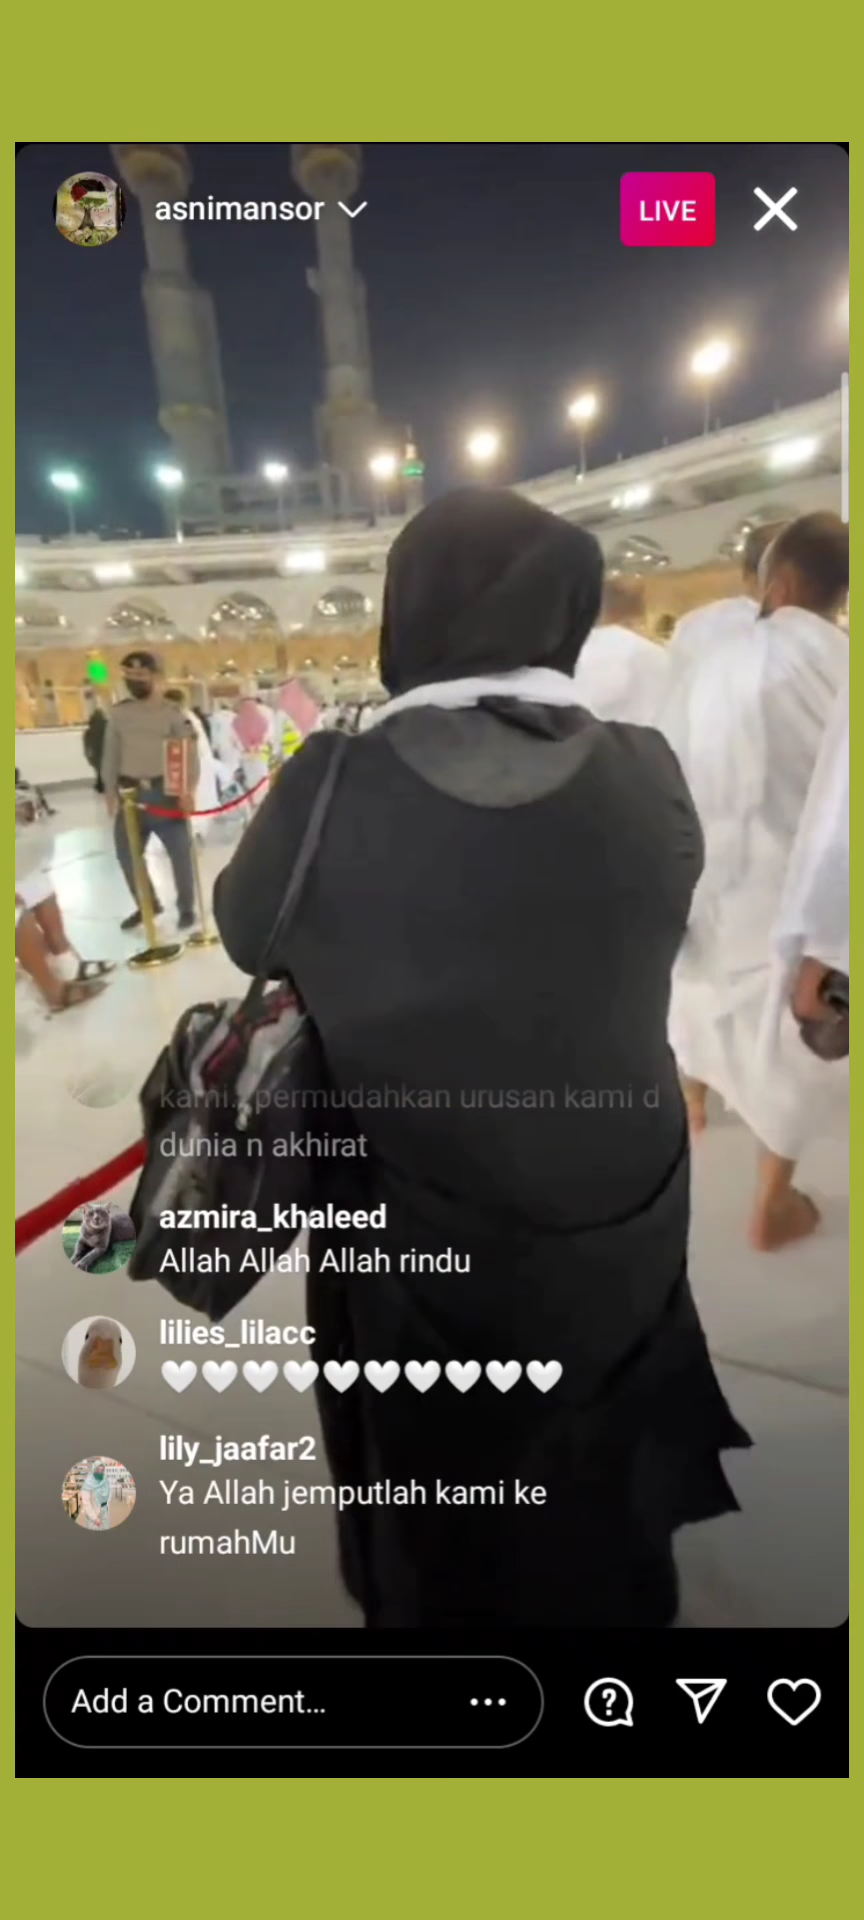 asnimansor
LIVE
kami.. permudahkan urusan kami d
dunia n akhirat
azmira_khaleed
Allah Allah Allah rindu
lilies_lilacc
🤍🤍🤍🤍🤍🤍🤍🤍🤍🤍
lily_jaafar2
Ya Allah jemputlah kami ke
rumahMu
Add a Comment...